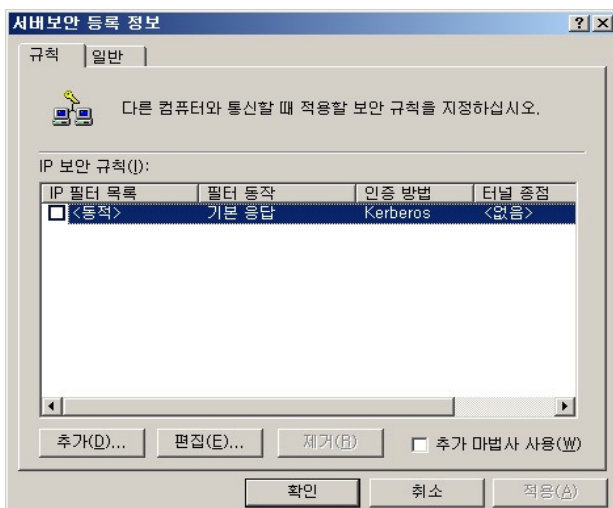 서버보안 등록 정보
규칙 일반
다른 컴퓨터와 통신할 때 적용할 보안 규칙을 지정하십시오.
IP 보안 규칙(I):
IP 필터 목록 필터 동작 인증 방법 터널 종점
<동적> 기본 응답 Kerberos <없음>
추가(D)... 편집(E)... 제거(R) 추가 마법사 사용(W)
확인 취소 적용(A)